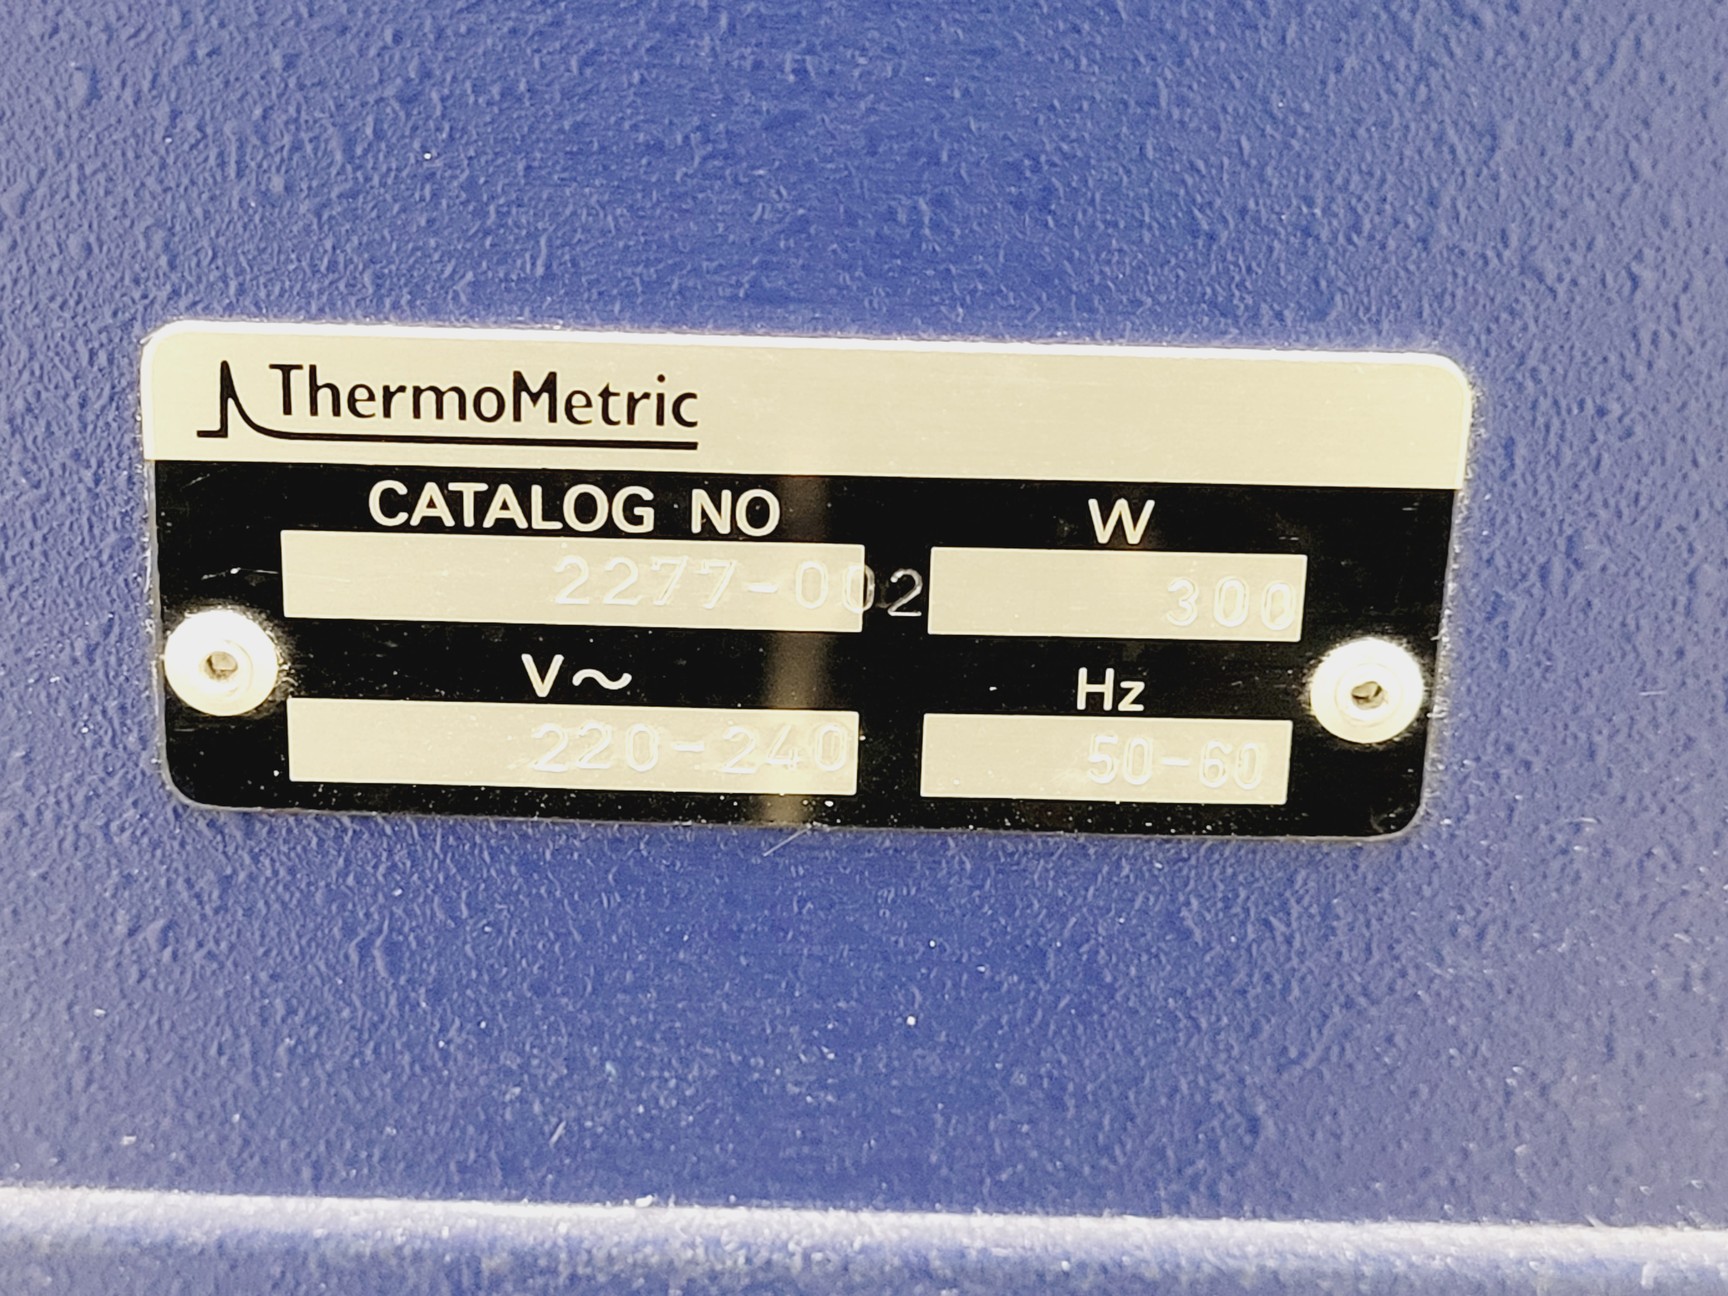 ThermoMetric
CATALOG NO W
2277-002 300
V~ Hz
220-240 50-60